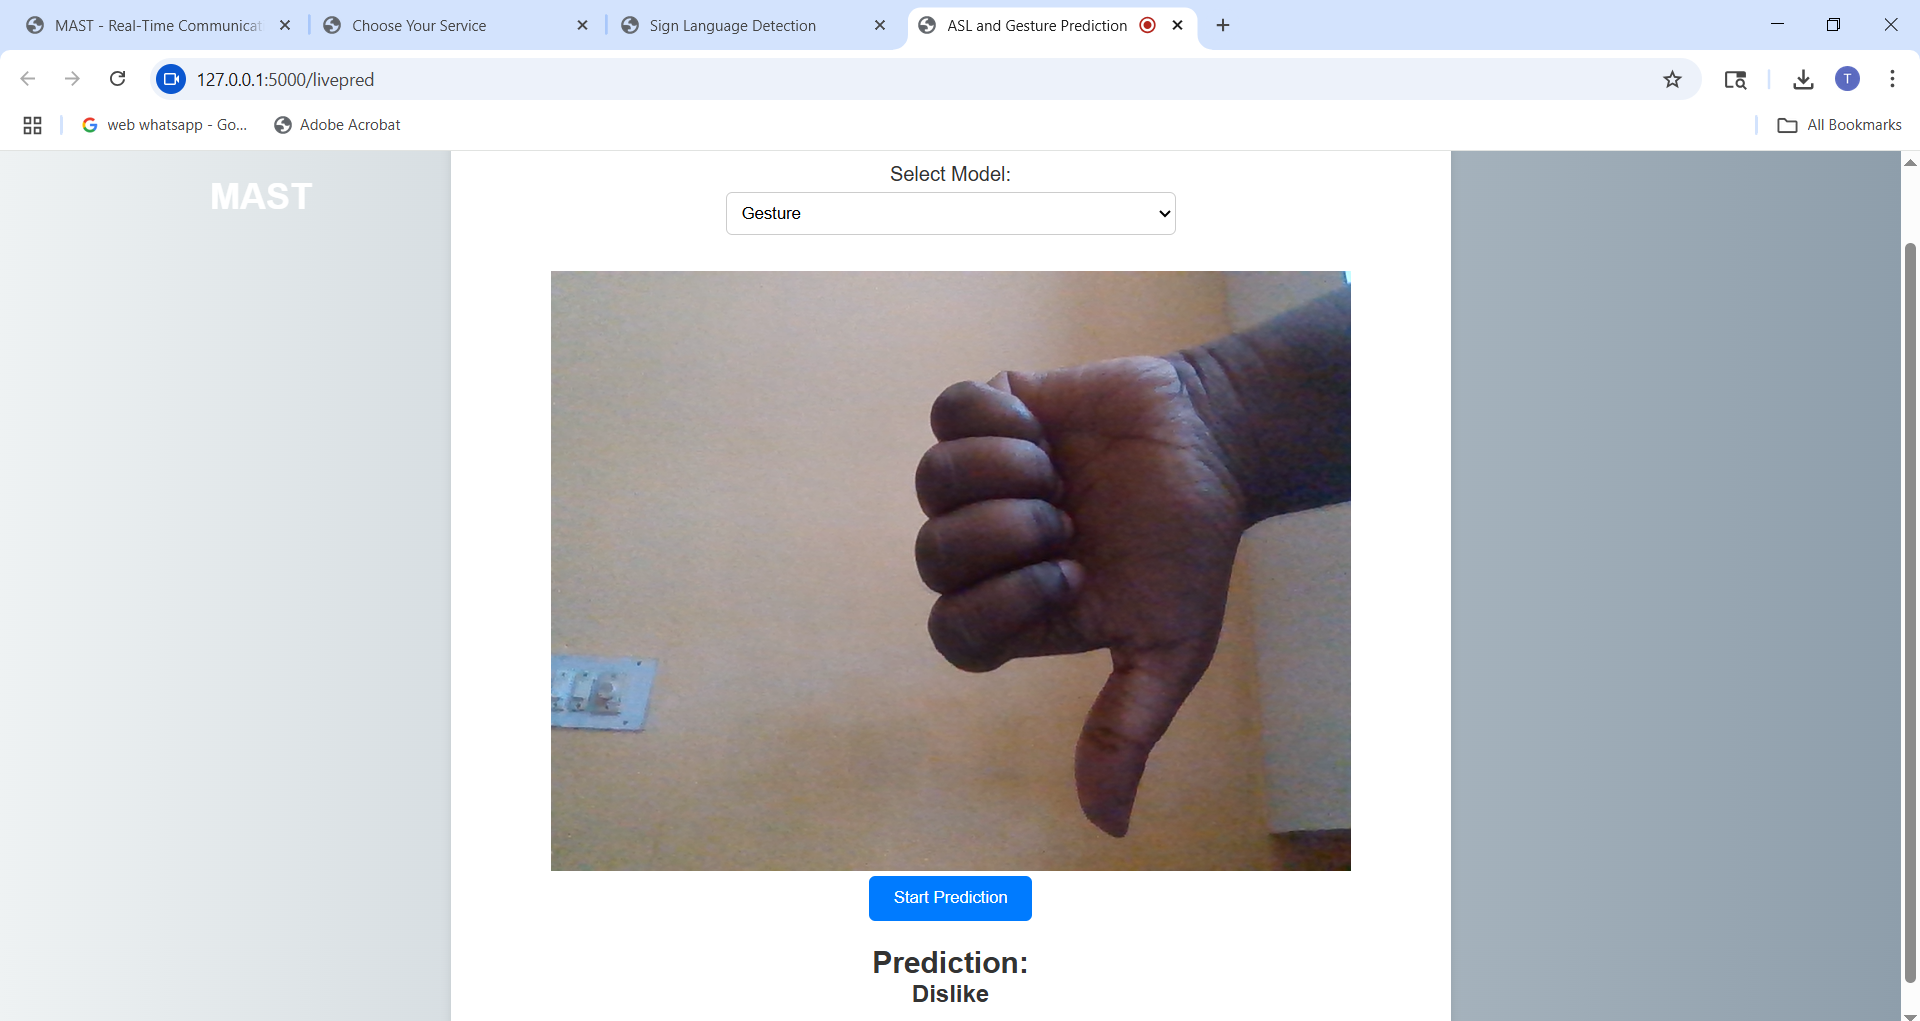 MAST - Real-Time Communicat
Choose Your Service
Sign Language Detection
ASL and Gesture Prediction
127.0.0.1:5000/livepred
T
web whatsapp - Go...
Adobe Acrobat
All Bookmarks
MAST
Select Model:
Gesture
Start Prediction
Prediction:
Dislike